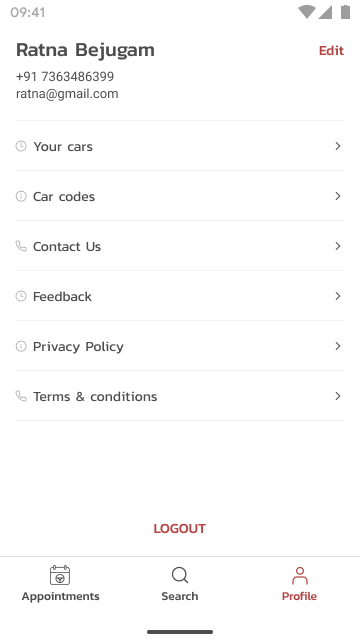 09:41
Ratna Bejugam
Edit
+91 7363486399
ratna@gmail.com
Your cars
Car codes
Contact Us
Feedback
Privacy Policy
Terms & conditions
LOGOUT
Appointments
Search
Profile